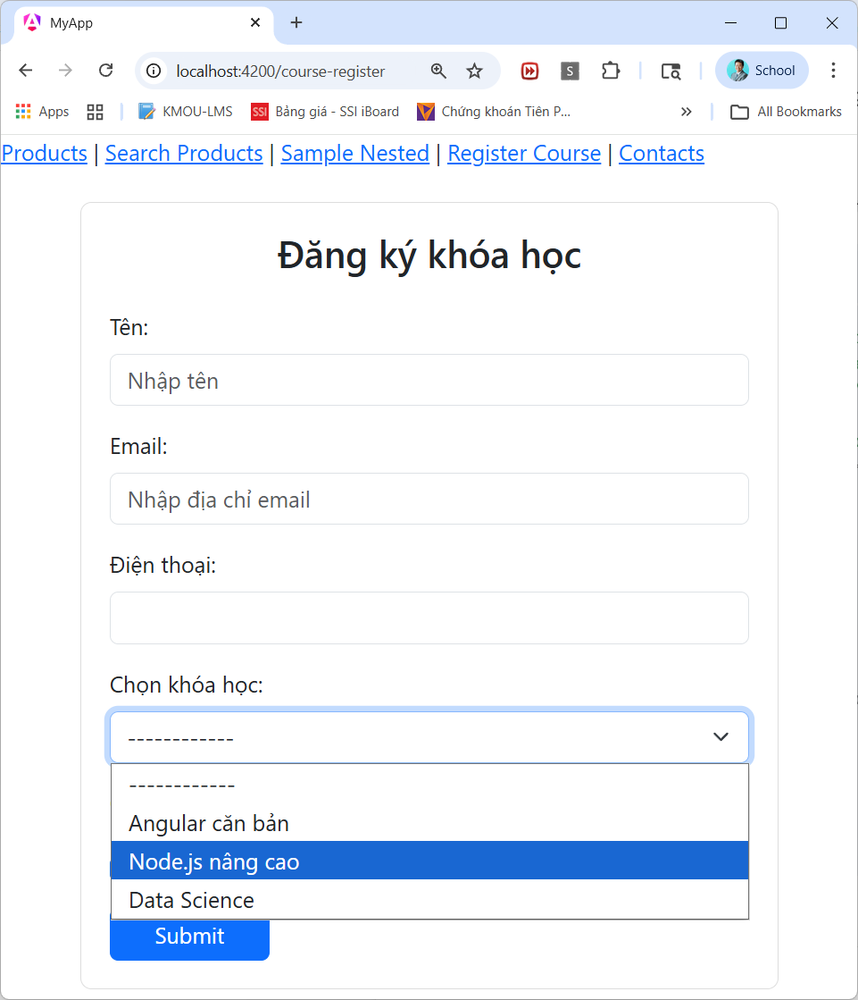 MyApp
localhost:4200/course-register
S
School
Apps
KMOU-LMS
SSI
Bảng giá - SSI iBoard
Chứng khoán Tiên P...
All Bookmarks
Products | Search Products | Sample Nested | Register Course | Contacts
Đăng ký khóa học
Tên:
Nhập tên
Email:
Nhập địa chỉ email
Điện thoại:
Chọn khóa học:
------------
------------
Angular căn bản
Node.js nâng cao
Data Science
Submit